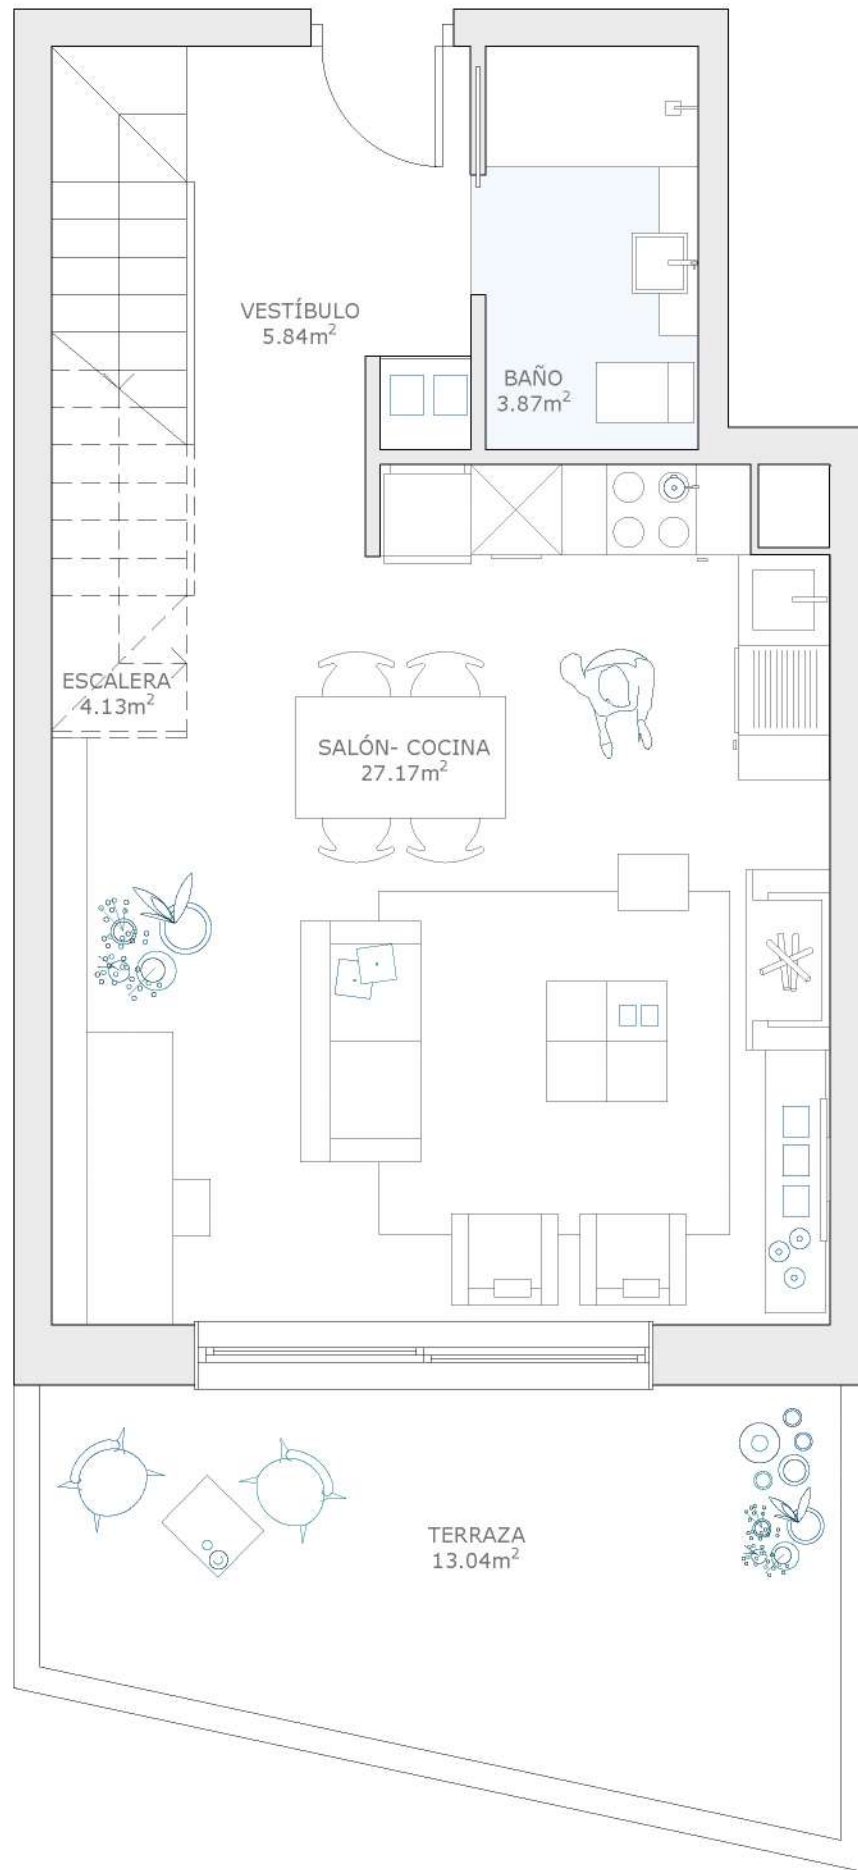 VESTÍBULO
5.84m²
BAÑO
3.87m²
ESCALERA
4.13m²
SALÓN- COCINA
27.17m²
TERRAZA
13.04m²